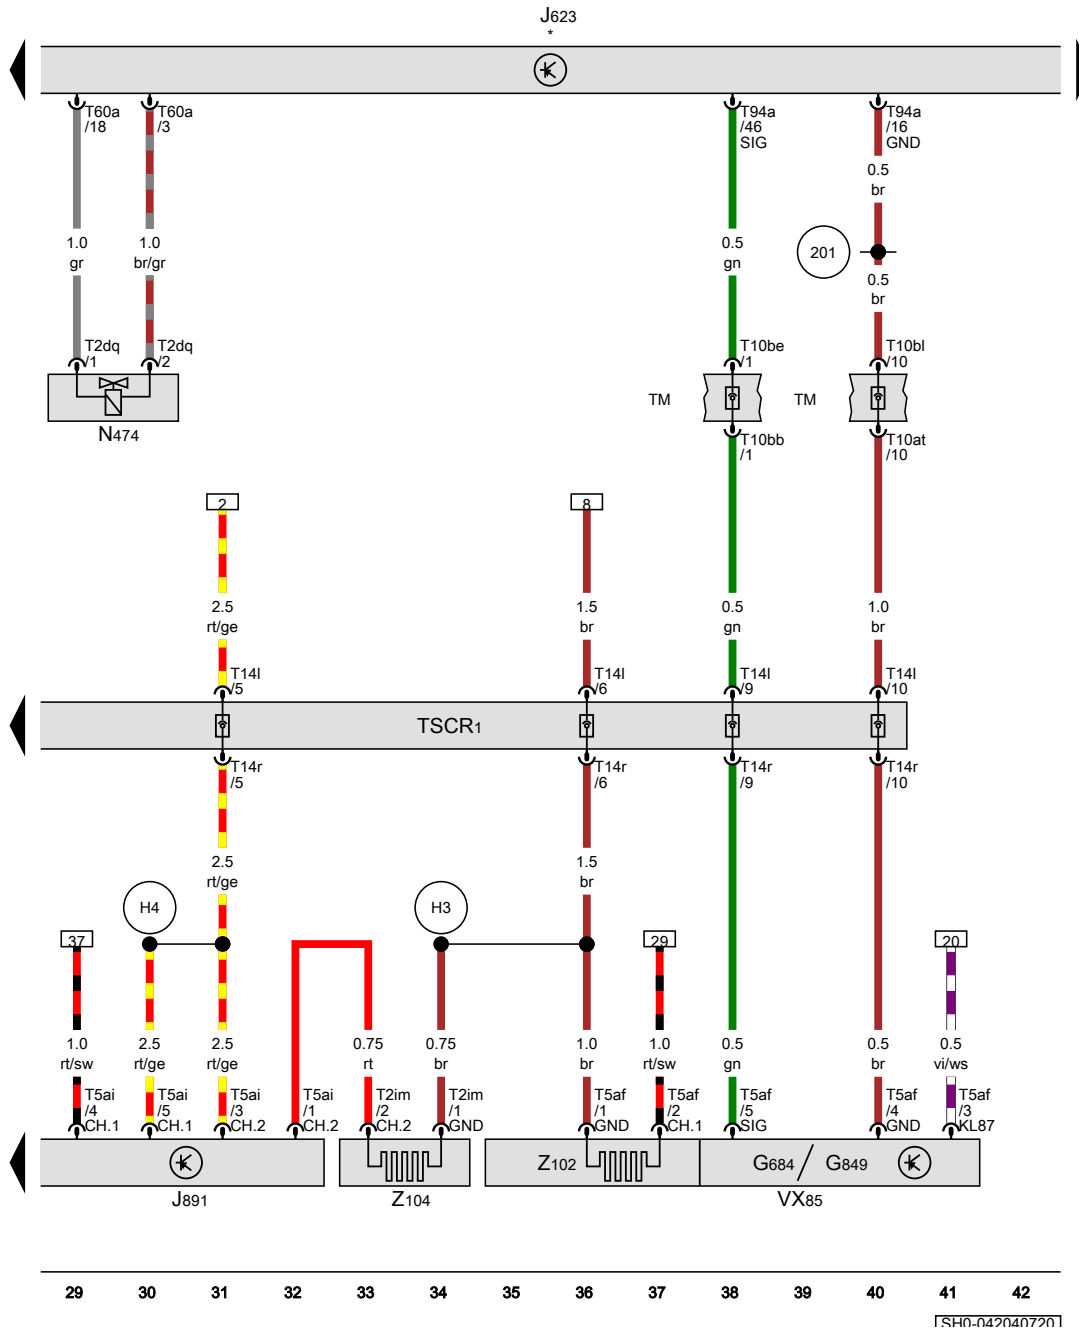 J623
*
T60a
/18
T60a
/3
T94a
/46
SIG
T94a
/16
GND
0.5
br
1.0
gr
1.0
br/gr
0.5
gn
201
0.5
br
T2dq
/1
T2dq
/2
T10be
/1
T10bl
/10
TM
TM
N474
T10bb
/1
T10at
/10
2
8
2.5
rt/ge
1.5
br
0.5
gn
1.0
br
T14l
/5
T14l
/6
T14l
/9
T14l
/10
TSCR1
T14r
/5
T14r
/6
T14r
/9
T14r
/10
2.5
rt/ge
1.5
br
H4
H3
37
29
20
1.0
rt/sw
2.5
rt/ge
2.5
rt/ge
0.75
rt
0.75
br
1.0
br
1.0
rt/sw
0.5
gn
0.5
br
0.5
vi/ws
T5ai
/4
CH.1
T5ai
/5
CH.1
T5ai
/3
CH.2
T5ai
/1
CH.2
T2im
/2
CH.2
T2im
/1
GND
T5af
/1
GND
T5af
/2
CH.1
T5af
/5
SIG
T5af
/4
GND
T5af
/3
KL87
Z102
G684 / G849
J891
Z104
VX85
29 30 31 32 33 34 35 36 37 38 39 40 41 42
SH0-042040720